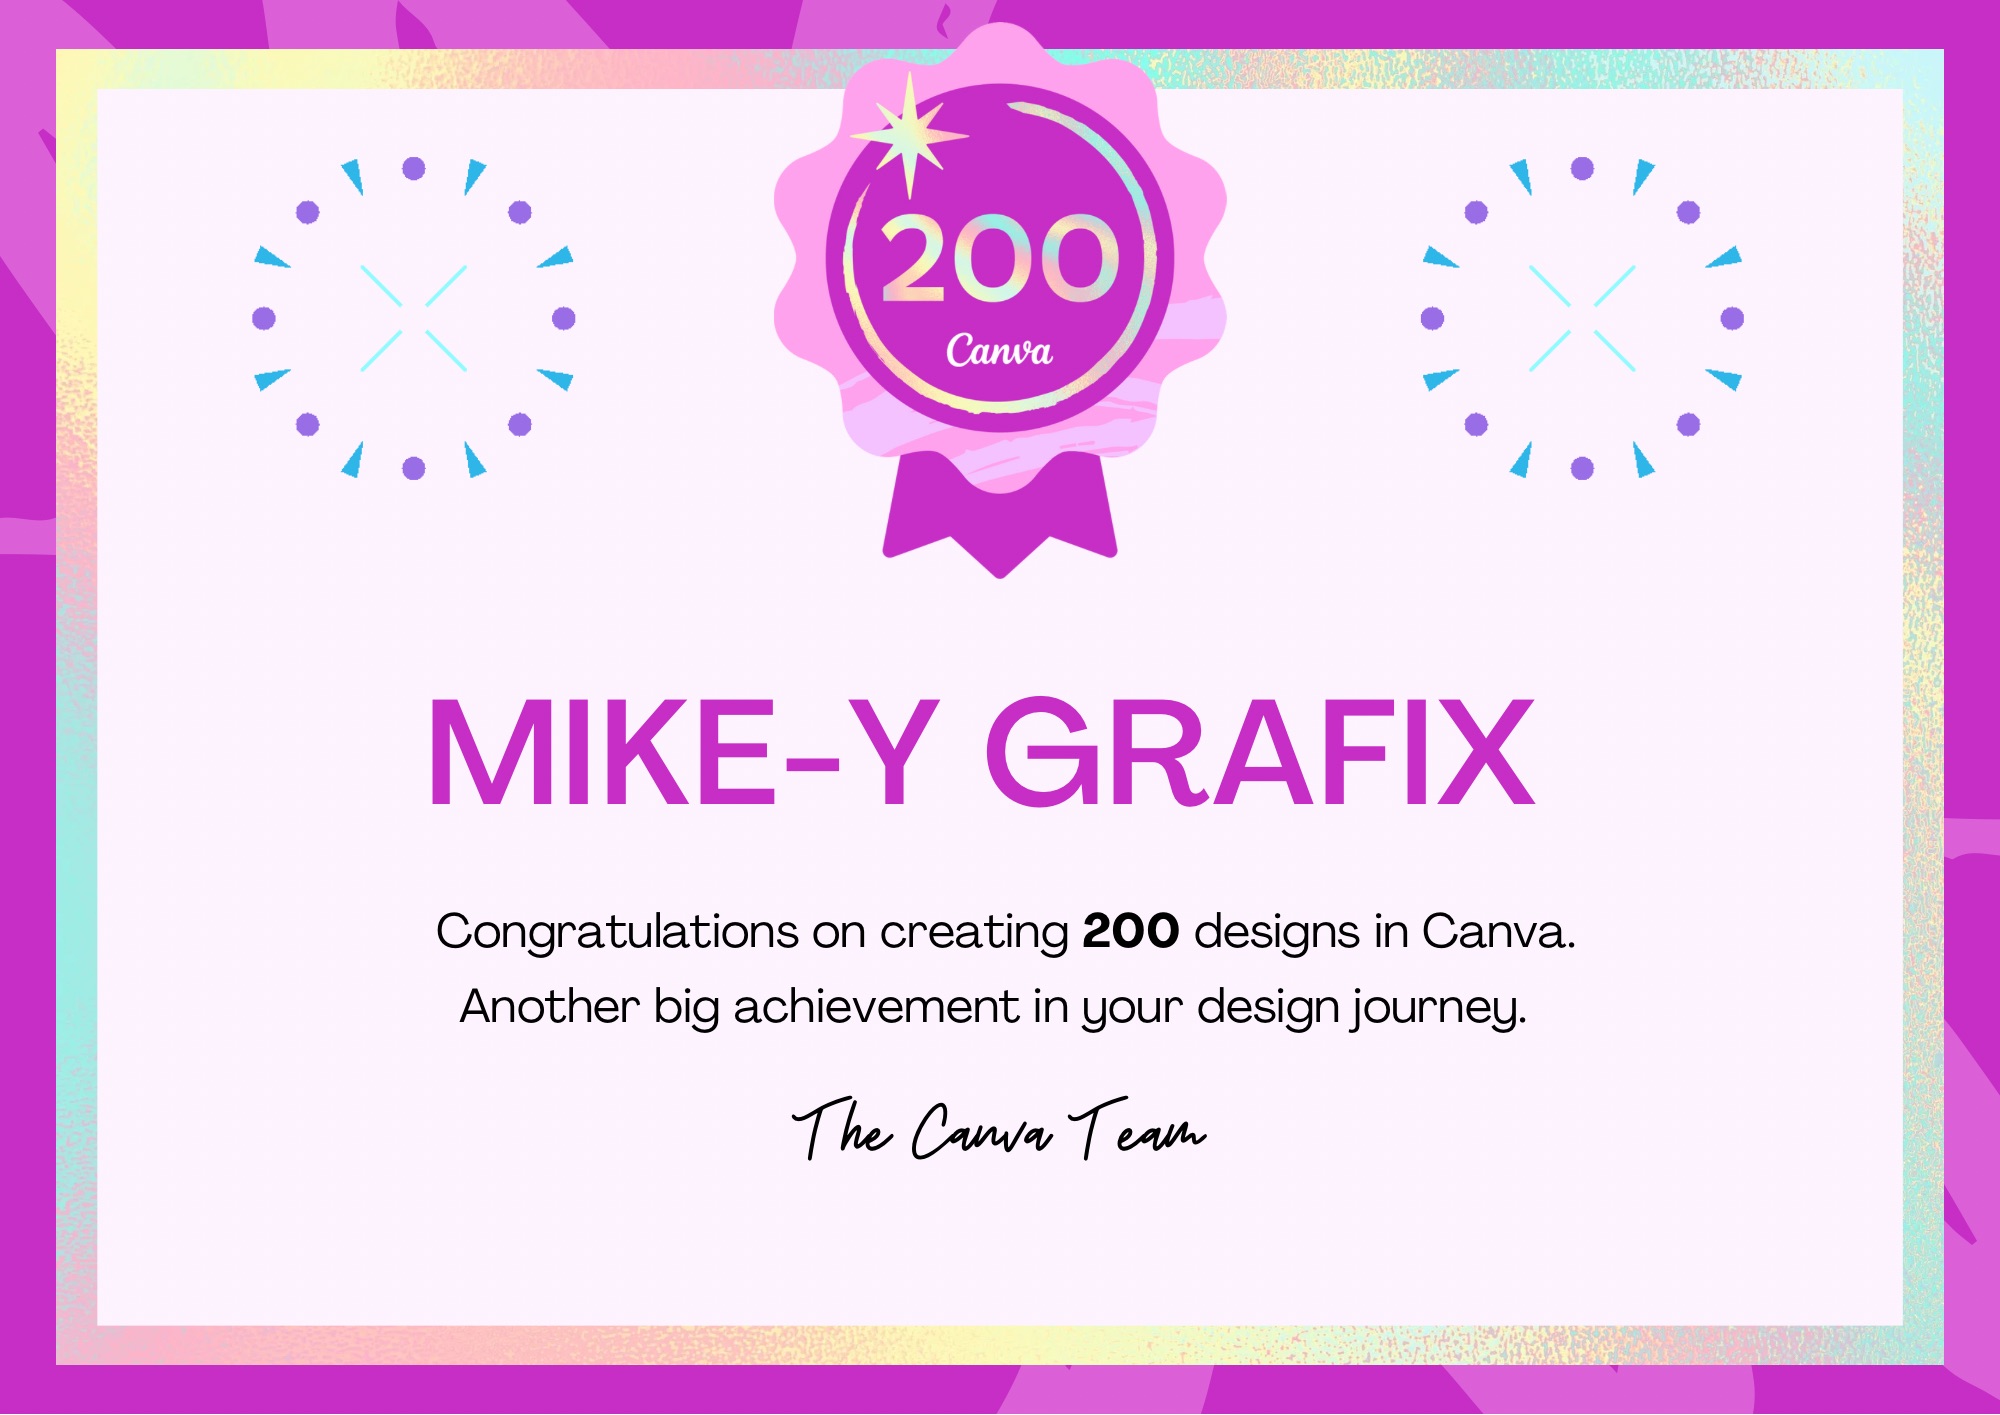 200
Canva
MIKE-Y GRAFIX
Congratulations on creating 200 designs in Canva.
Another big achievement in your design journey.
The Canva Team